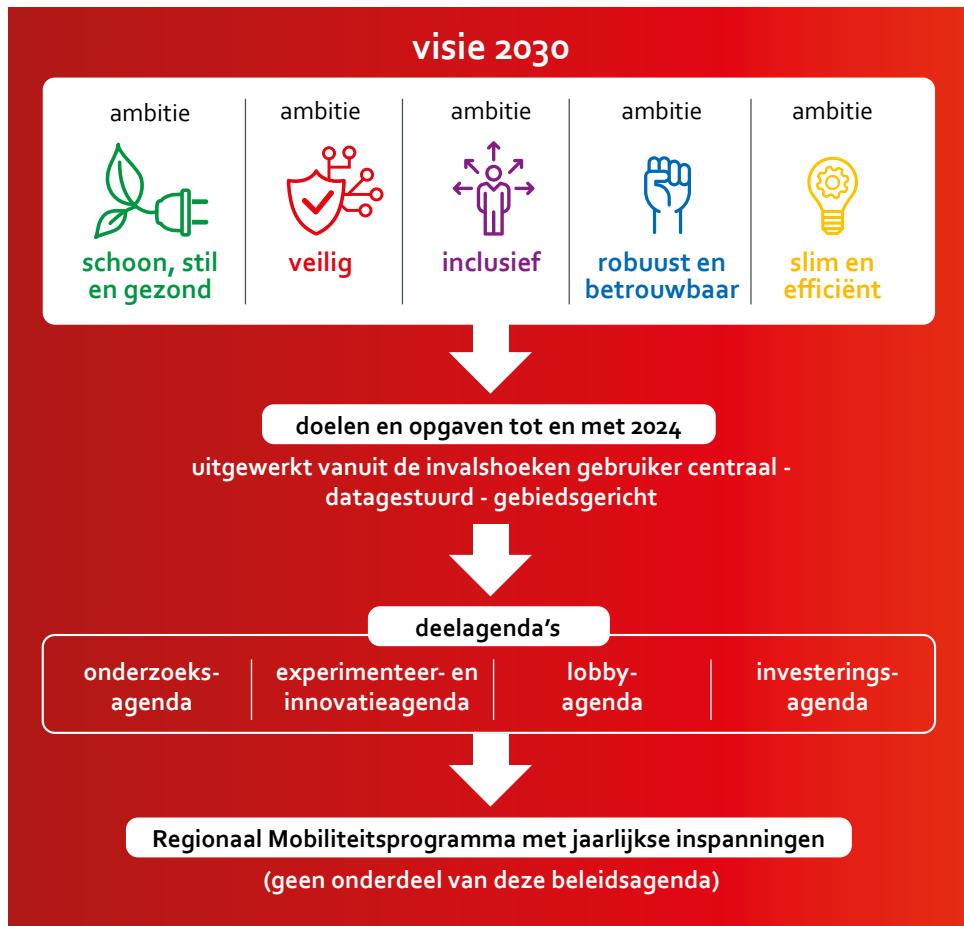 visie 2030
ambitie
schoon, stil
en gezond
ambitie
veilig
ambitie
inclusief
ambitie
robuust en
betrouwbaar
ambitie
slim en
efficiënt
doelen en opgaven tot en met 2024
uitgewerkt vanuit de invalshoeken gebruiker centraal -
datagestuurd - gebiedsgericht
deelagenda's
onderzoeks-
agenda
experimenteer- en
innovatieagenda
lobby-
agenda
investerings-
agenda
Regionaal Mobiliteitsprogramma met jaarlijkse inspanningen
(geen onderdeel van deze beleidsagenda)